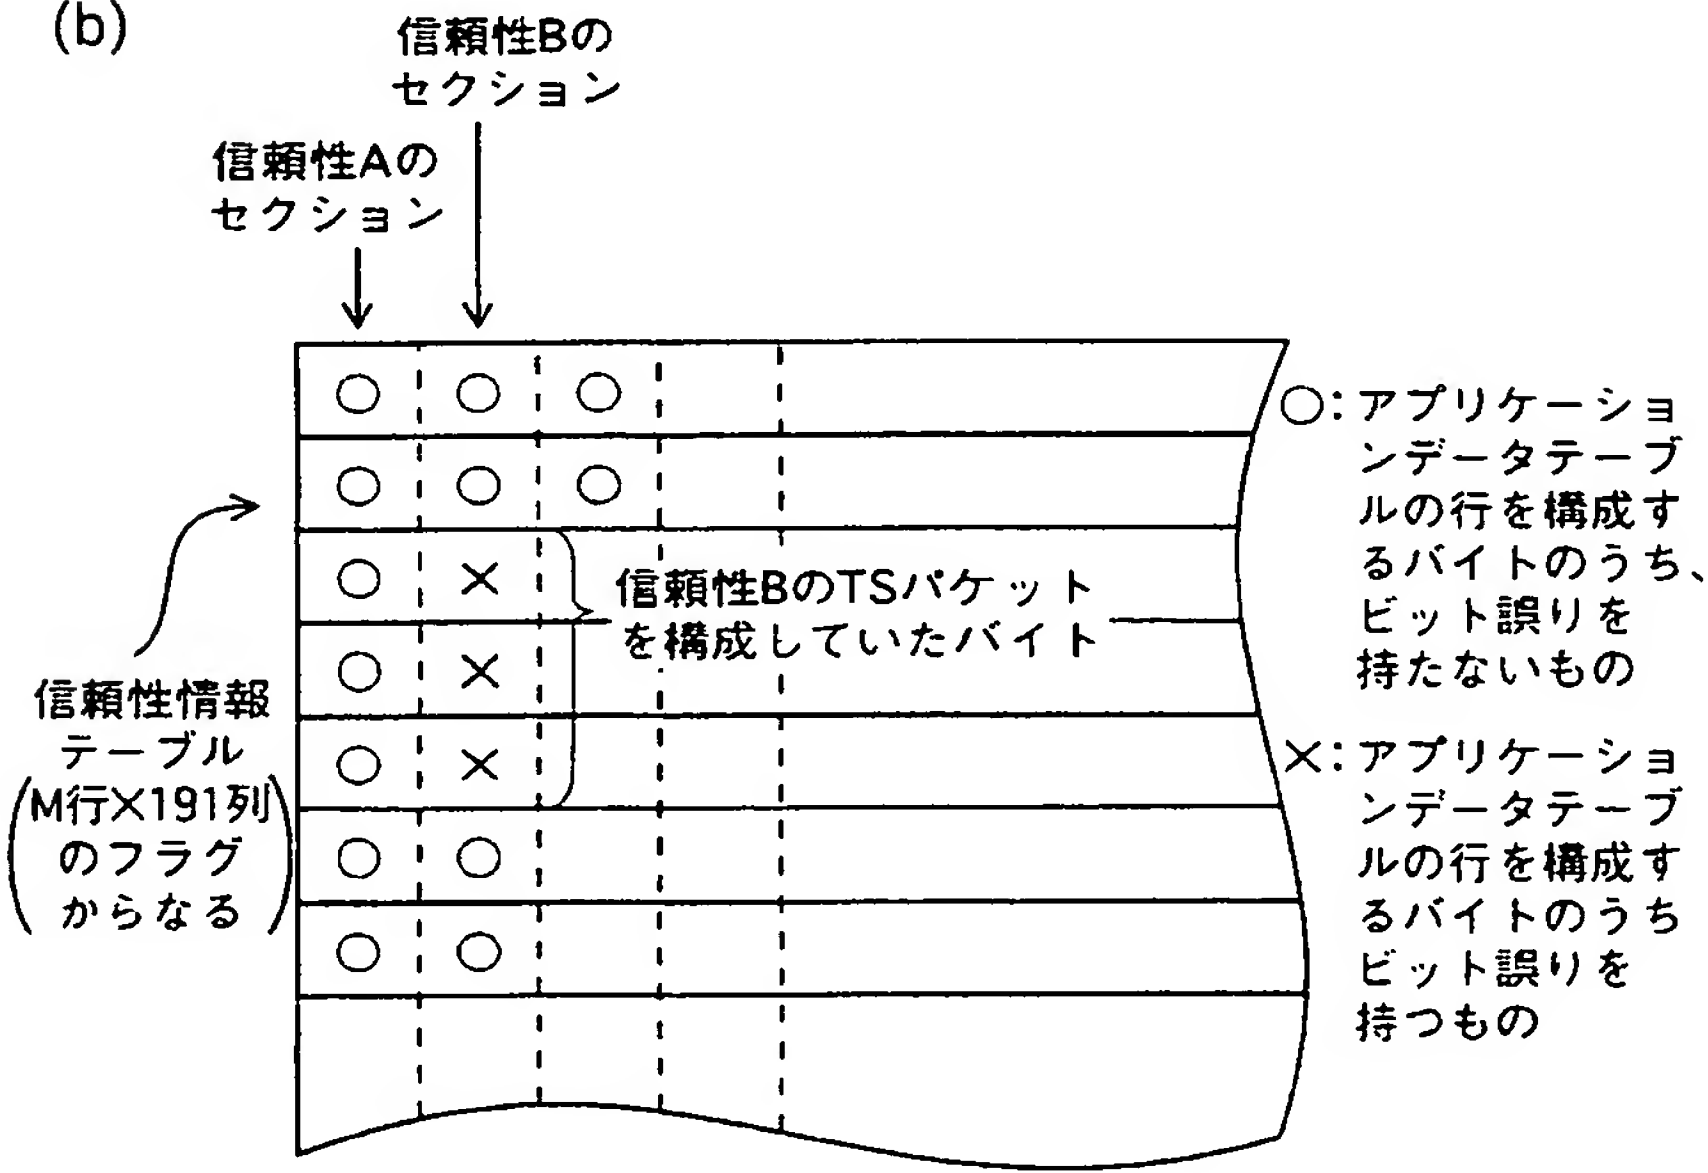 (b)
信頼性Bの
セクション
信頼性Aの
セクション
○ ○ ○
○ ○ ○
○ ×
○ ×
○ ×
○ ○
○ ○
信頼性BのTSパケット
を構成していたバイト
信頼性情報
テーブル
(M行×191列
のフラグ
からなる)
○:アプリケーショ
ンデータテーブ
ルの行を構成す
るバイトのうち、
ビット誤りを
持たないもの
×:アプリケーショ
ンデータテーブ
ルの行を構成す
るバイトのうち
ビット誤りを
持つもの